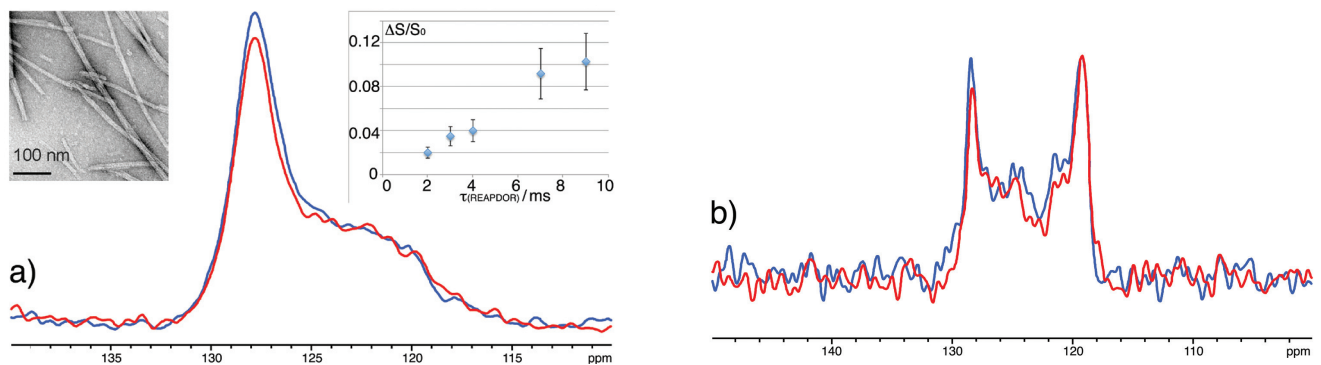 100 nm
ΔS/S₀
0.12
0.08
0.04
0
0 2 4 6 8 10
τ(REAPDOR) / ms
a)
135 130 125 120 115 ppm
b)
140 130 120 110 ppm